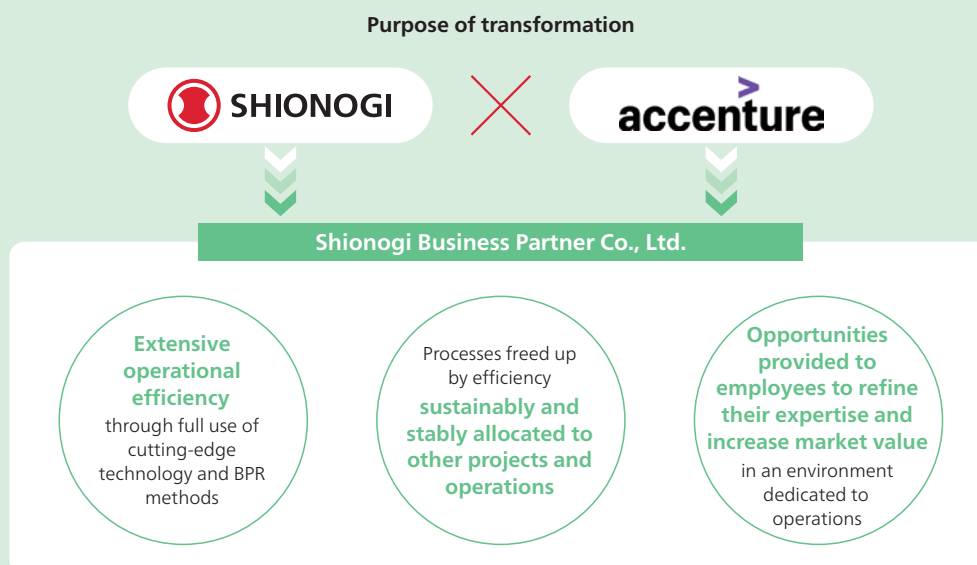 Purpose of transformation
SHIONOGI
accenture
Shionogi Business Partner Co., Ltd.
Extensive
operational
efficiency
through full use of
cutting-edge
technology and BPR
methods
Processes freed up
by efficiency
sustainably and
stably allocated to
other projects and
operations
Opportunities
provided to
employees to refine
their expertise and
increase market value
in an environment
dedicated to
operations